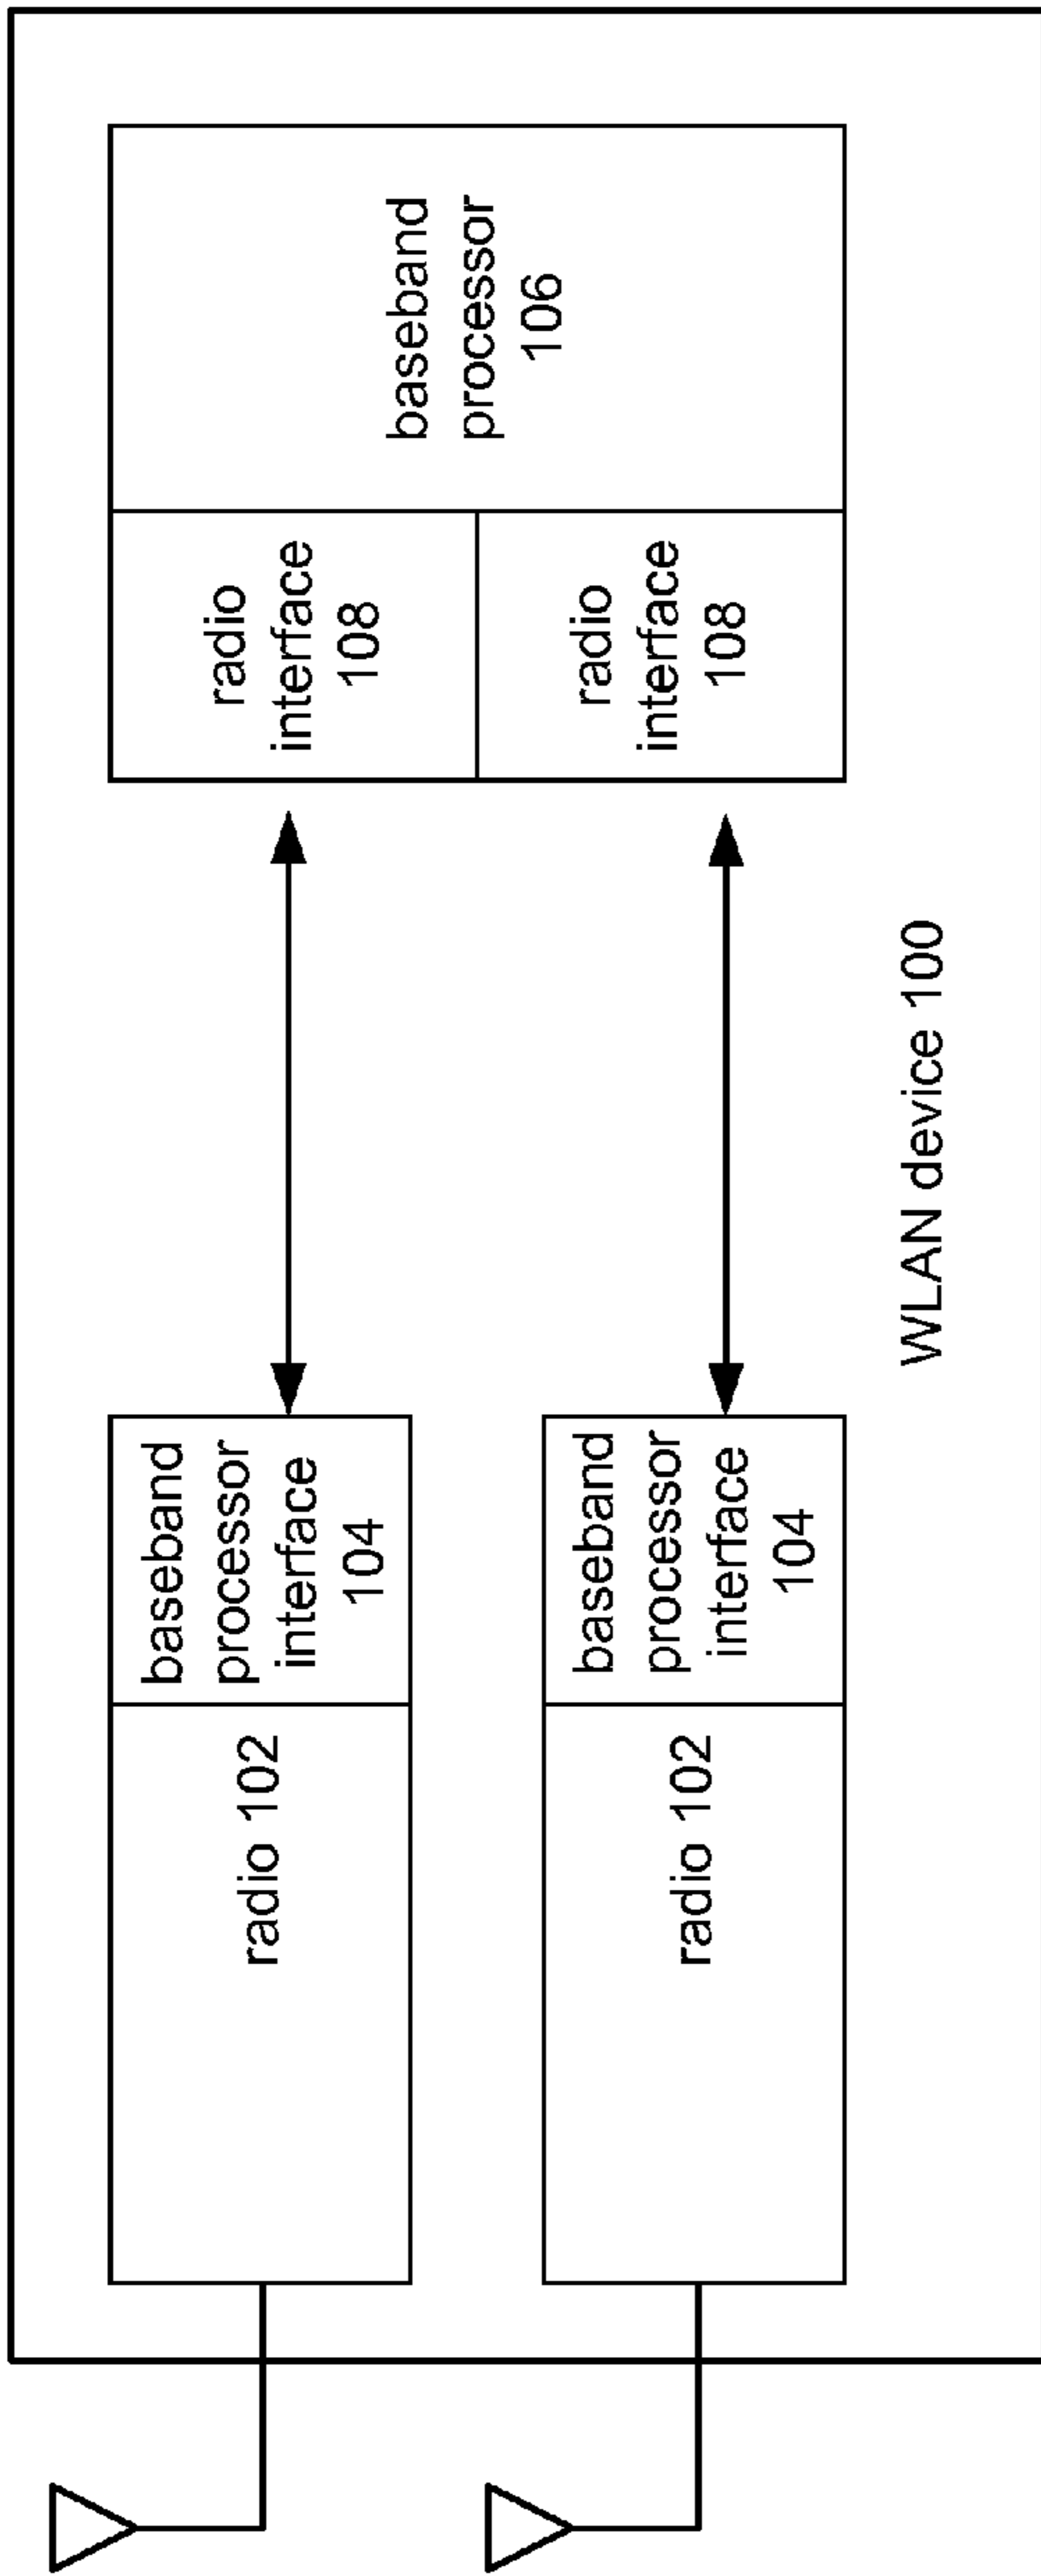 radio 102
baseband
processor
interface
104
radio
interface
108
baseband
processor
106
radio 102
baseband
processor
interface
104
radio
interface
108
WLAN device 100